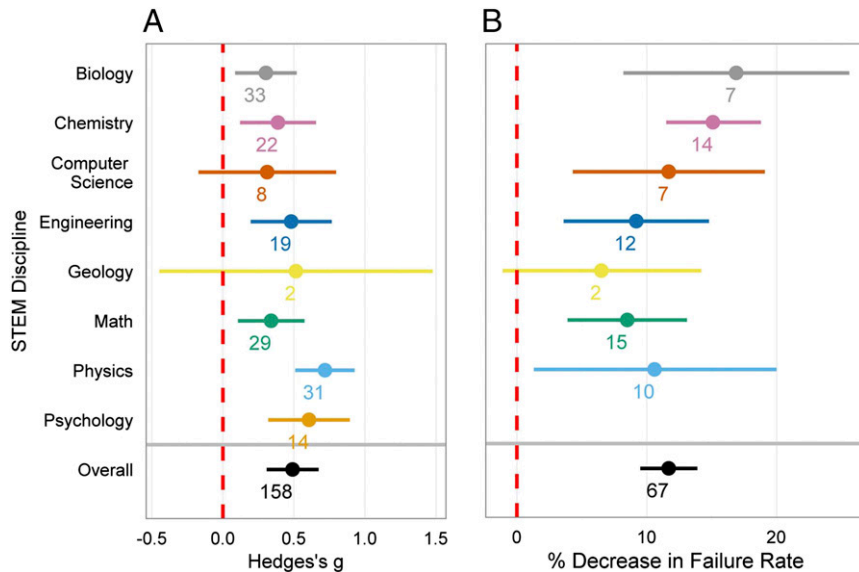 A
B
STEM Discipline
Biology
33
7
Chemistry
22
14
Computer
Science
8
7
Engineering
19
12
Geology
2
2
Math
29
15
Physics
31
10
Psychology
14
Overall
158
67
-0.5 0.0 0.5 1.0 1.5
0 10 20
Hedges's g
% Decrease in Failure Rate